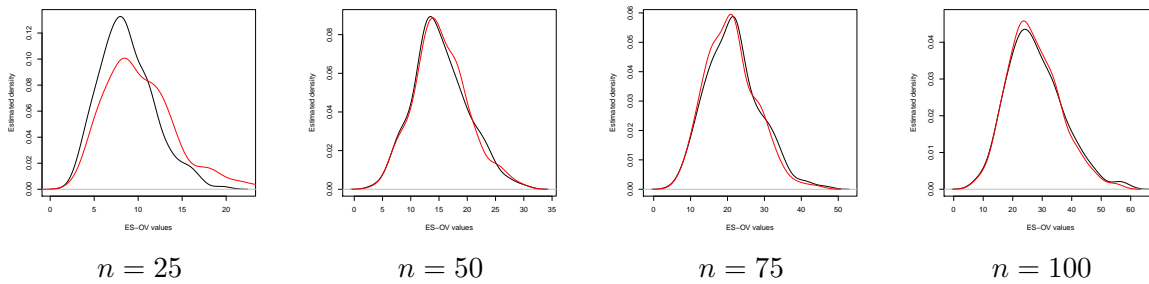 Estimated density
0.00 0.02 0.04 0.06 0.08 0.10 0.12
0 5 10 15 20
ES−OV values
n = 25
Estimated density
0.00 0.02 0.04 0.06 0.08
0 5 10 15 20 25 30 35
ES−OV values
n = 50
Estimated density
0.00 0.01 0.02 0.03 0.04 0.05 0.06
0 10 20 30 40 50
ES−OV values
n = 75
Estimated density
0.00 0.01 0.02 0.03 0.04
0 10 20 30 40 50 60
ES−OV values
n = 100